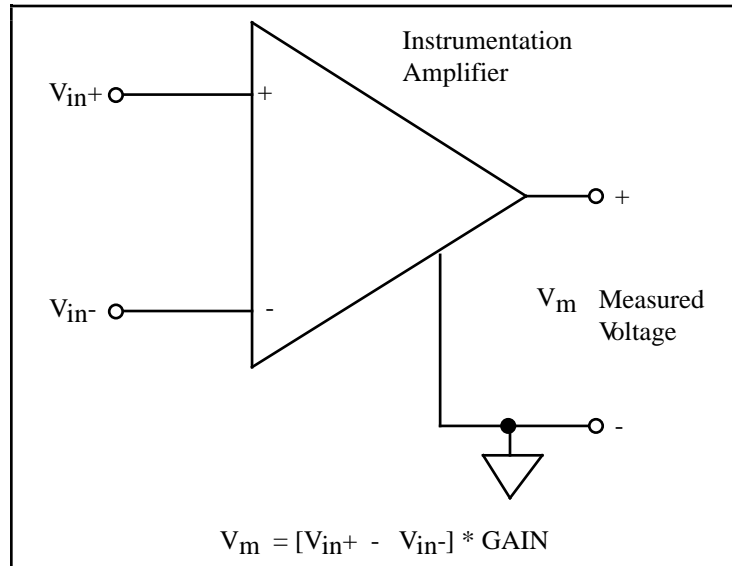 Instrumentation
Amplifier
Vin+
+
+
Vin-
-
Vm Measured
Voltage
-
Vm = [Vin+ - Vin-] * GAIN